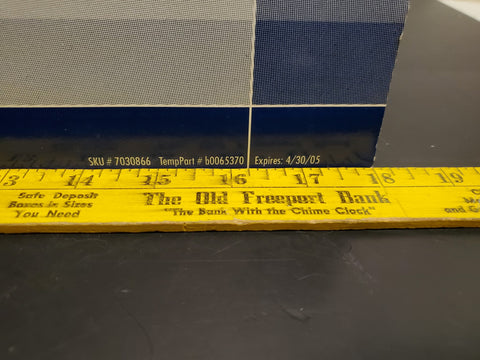 SKU # 7030866 TempPart # b0065370 Expires: 4/30/05
3 14 15 16 17 18 19
Safe Deposit
Boxes in Sizes
You Need
The Old Freeport Bank
"The Bank With the Chime Clock"
and